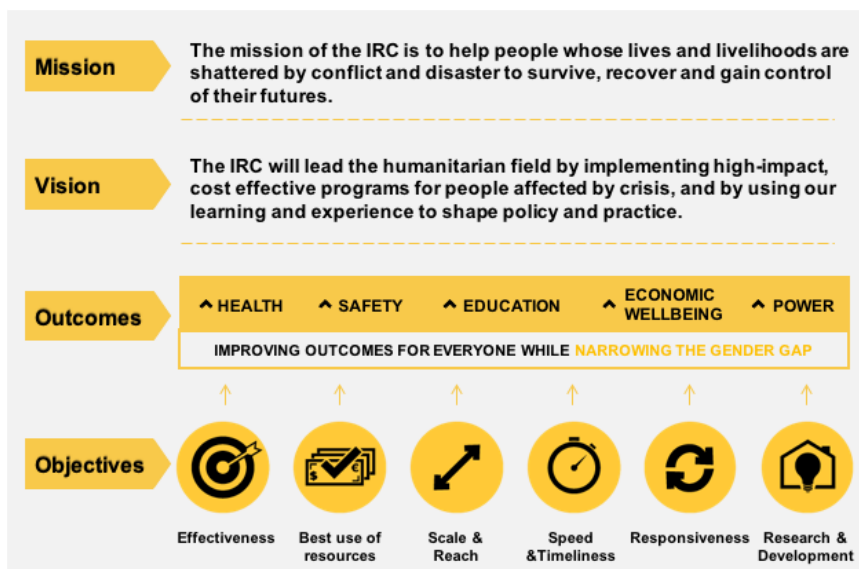 Mission
The mission of the IRC is to help people whose lives and livelihoods are
shattered by conflict and disaster to survive, recover and gain control
of their futures.
Vision
The IRC will lead the humanitarian field by implementing high-impact,
cost effective programs for people affected by crisis, and by using our
learning and experience to shape policy and practice.
Outcomes
HEALTH
SAFETY
EDUCATION
ECONOMIC
WELLBEING
POWER
IMPROVING OUTCOMES FOR EVERYONE WHILE NARROWING THE GENDER GAP
Objectives
$ €
Effectiveness
Best use of
resources
Scale &
Reach
Speed
&Timeliness
Responsiveness
Research &
Development